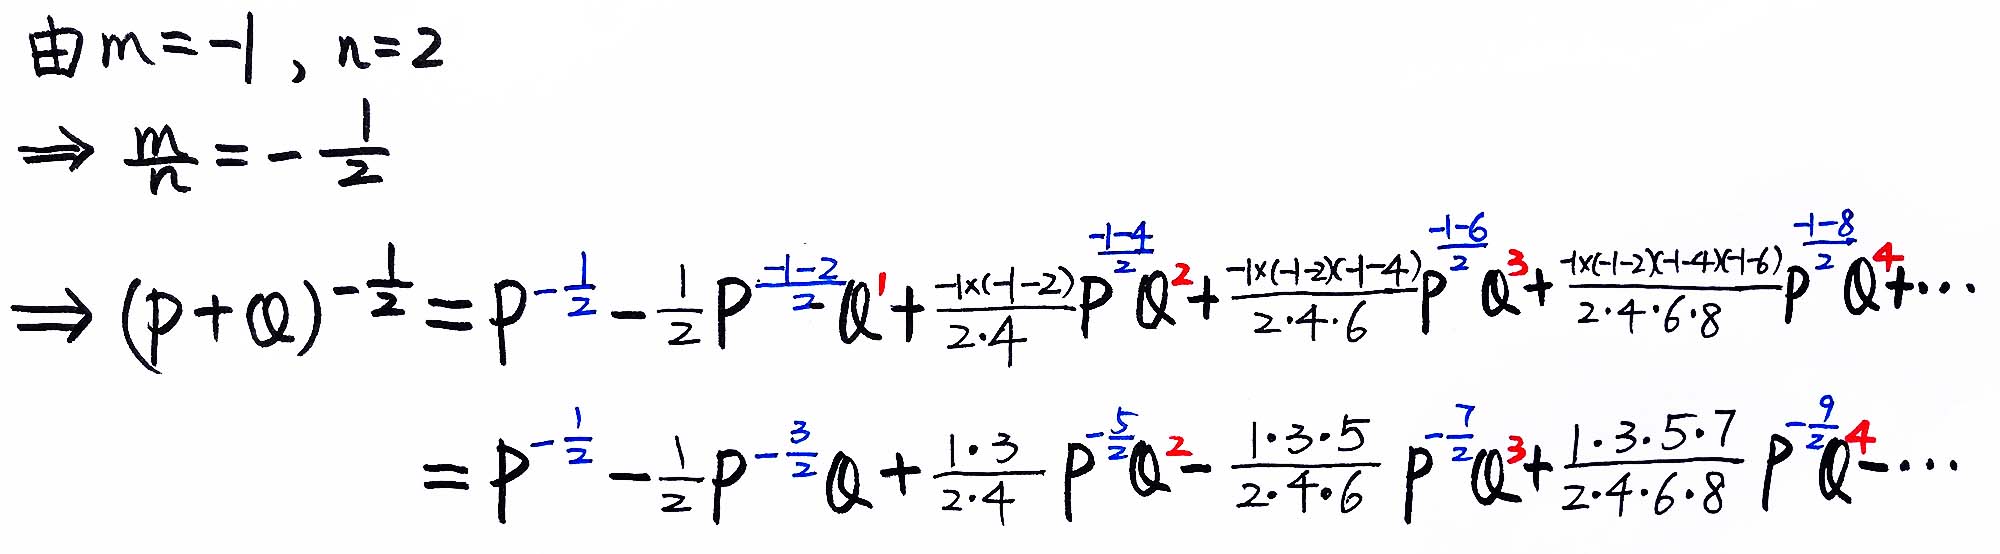 由 m = -1 , n = 2
⇒ m/n = - 1/2
⇒ (P+Q)^{-1/2} = P^{-1/2} - 1/2 P^{(-1-2)/2} Q^1 + (-1×(-1-2))/(2·4) P^{(-1-4)/2} Q^2 + (-1×(-1-2)(-1-4))/(2·4·6) P^{(-1-6)/2} Q^3 + (-1×(-1-2)(-1-4)(-1-6))/(2·4·6·8) P^{(-1-8)/2} Q^4 + ···
= P^{-1/2} - 1/2 P^{-3/2} Q + (1·3)/(2·4) P^{-5/2} Q^2 - (1·3·5)/(2·4·6) P^{-7/2} Q^3 + (1·3·5·7)/(2·4·6·8) P^{-9/2} Q^4 - ···